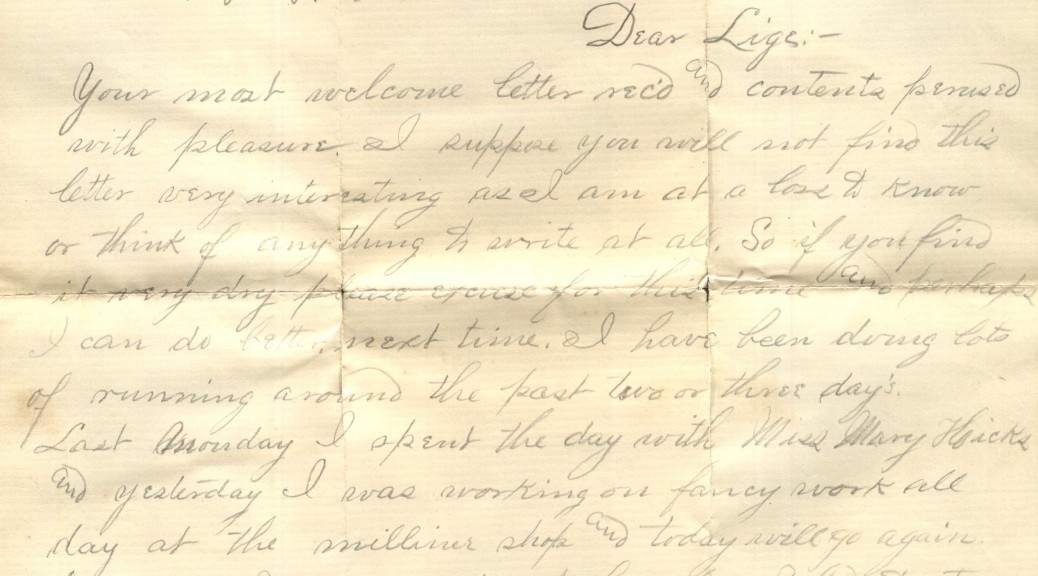 Dear Lige:-
Your most welcome letter rec'd and contents perused
with pleasure. I suppose you will not find this
letter very interesting as I am at a loss to know
or think of anything to write at all. So if you find
it very dry please excuse for this time and perhaps
I can do better next time. I have been doing lots
of running around the past two or three day's.
Last Monday I spent the day with Miss Mary Hicks
and yesterday I was working on fancy work all
day at the milliner shop and today will go again.